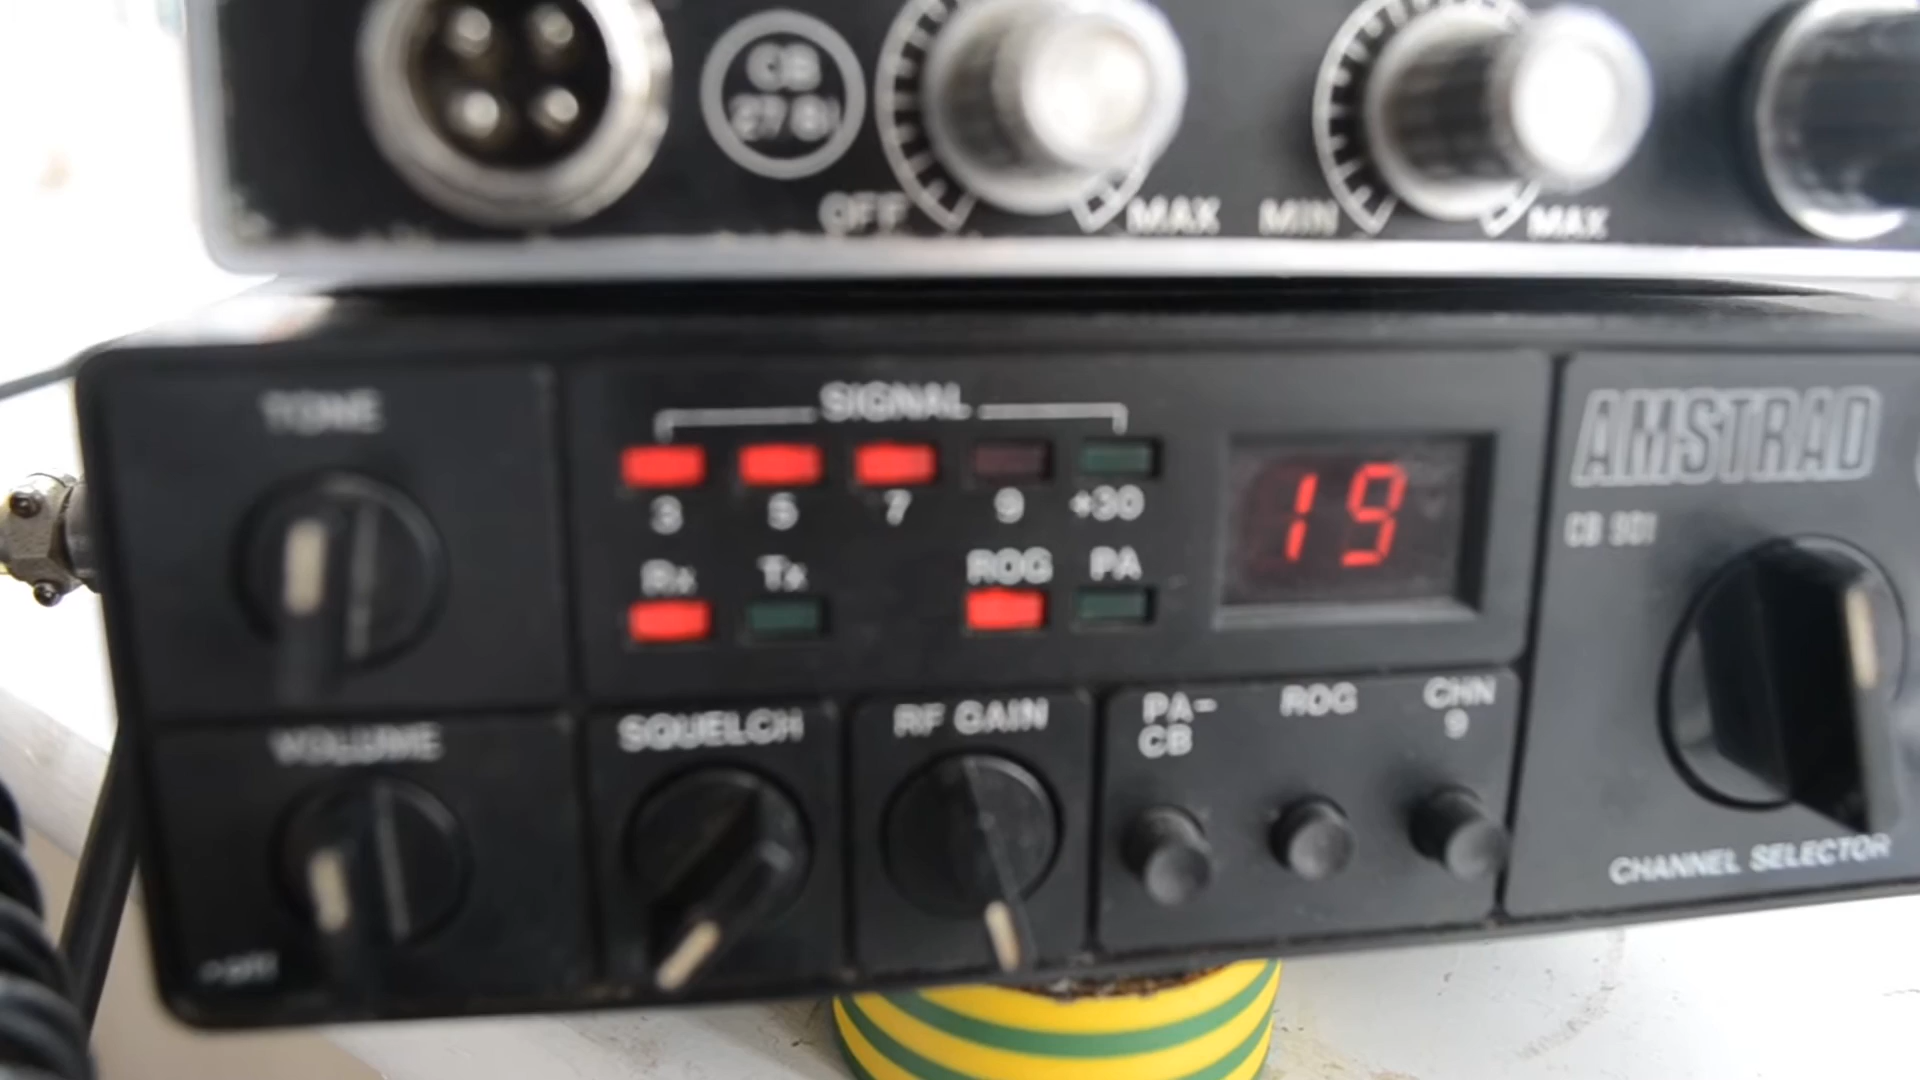 CB
27 81
OFF MAX MIN MAX
TONE
SIGNAL
3 5 7 9 +30
Rx Tx ROG PA
19
AMSTRAD
CB 901
VOLUME
SQUELCH
RF GAIN
PA-
CB
ROG
CHN
9
CHANNEL SELECTOR